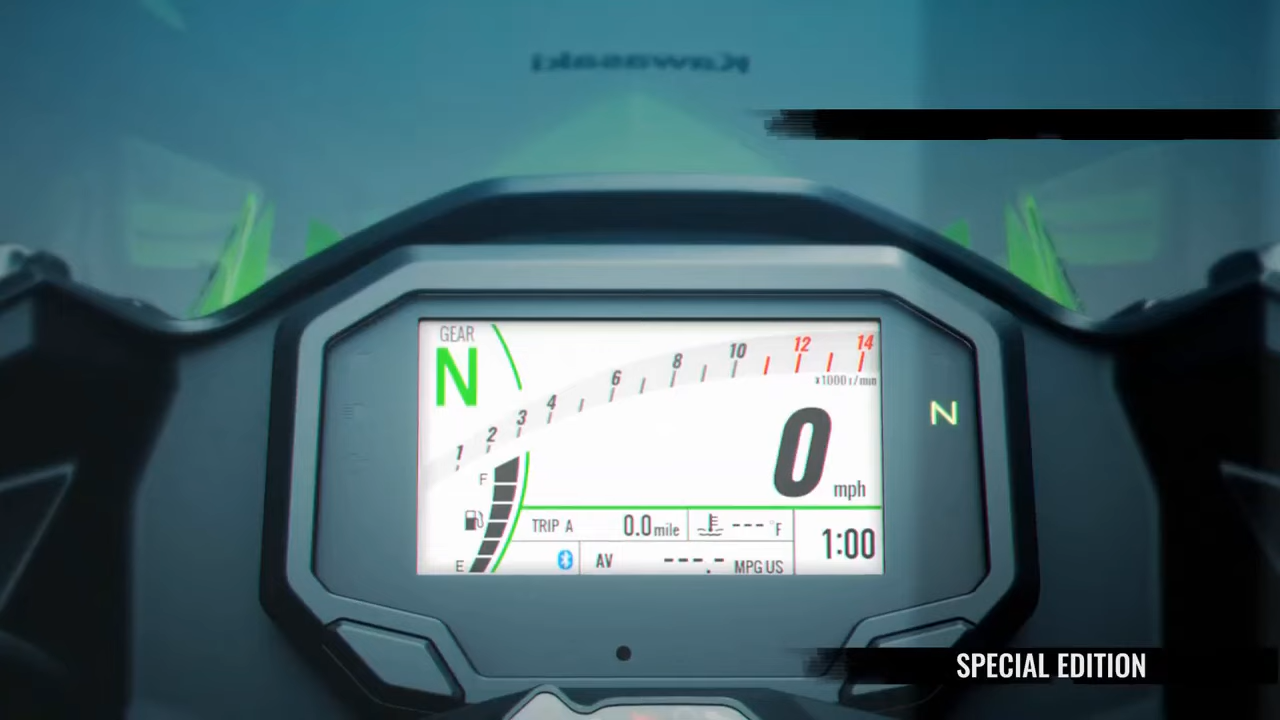 Kawasaki
GEAR
N
1 2 3 4 6 8 10 12 14
x1000 r/min
N
0 mph
F
TRIP A 0.0 mile --- °F
1:00
E
AV ---.- MPG US
SPECIAL EDITION